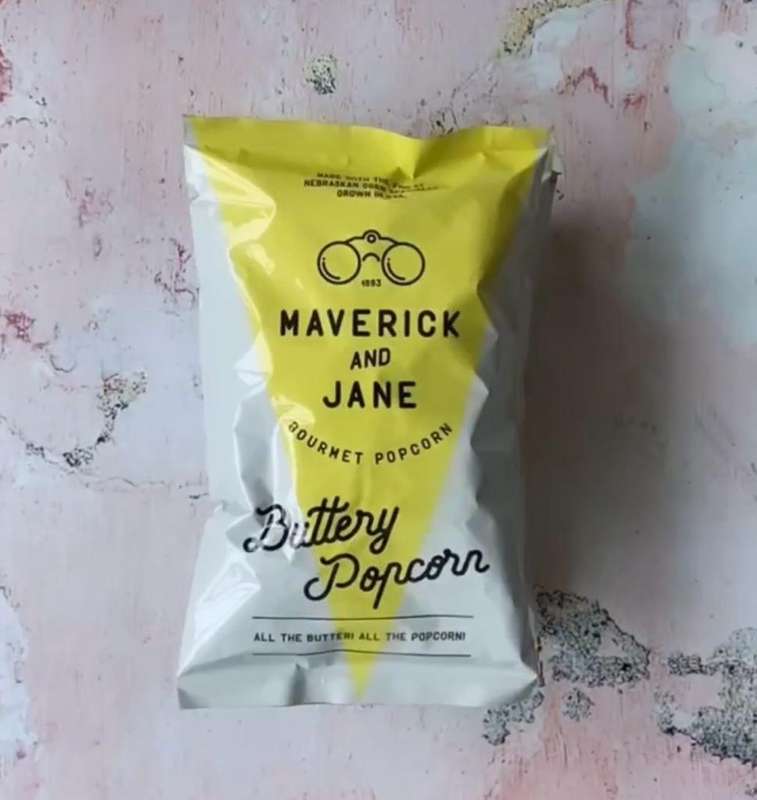 MADE WITH THE
NEBRASKAN CORN
GROWN
1893
MAVERICK
AND
JANE
GOURMET POPCORN
Buttery
Popcorn
ALL THE BUTTER! ALL THE POPCORN!